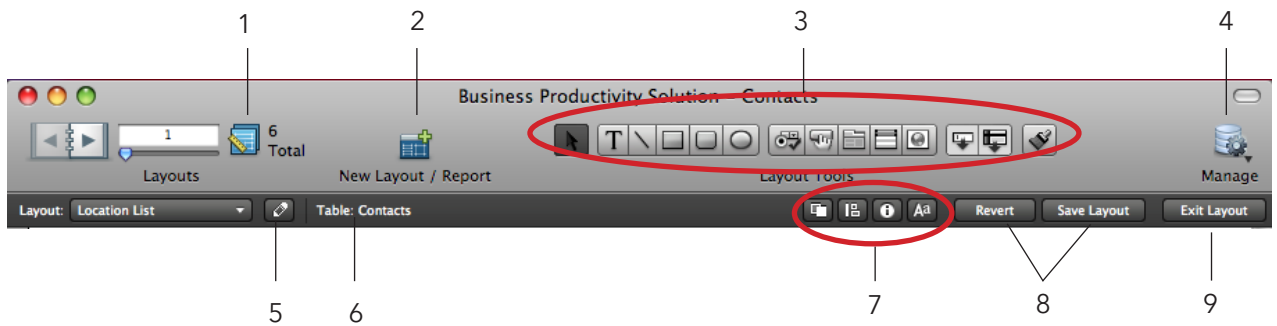 1 2 3 4
Business Productivity Solution – Contacts
1 6
Total
T
Layouts New Layout / Report Layout Tools Manage
Layout: Location List Table: Contacts Aa Revert Save Layout Exit Layout
5 6 7 8 9